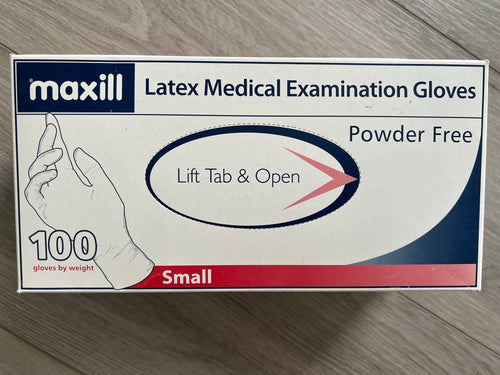 maxill
Latex Medical Examination Gloves
Powder Free
Lift Tab & Open
100
gloves by weight
Small